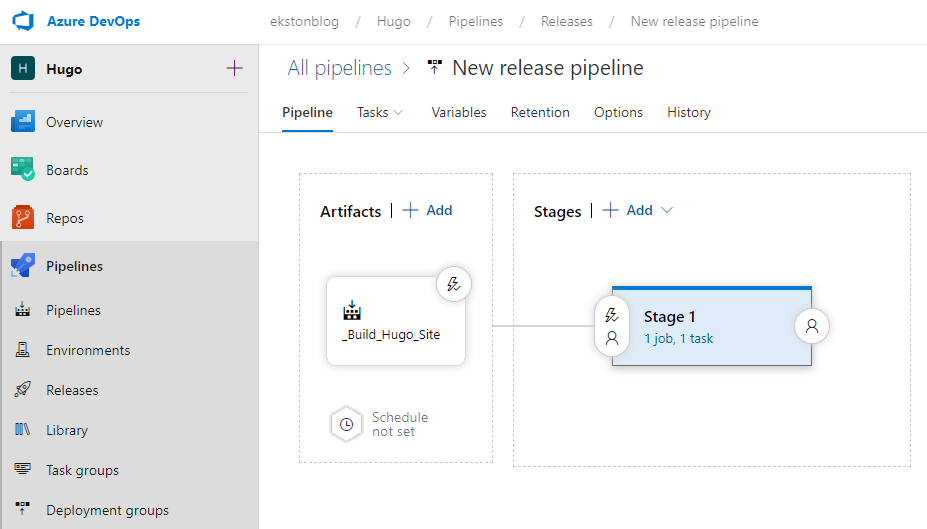 Azure DevOps
ekstonblog / Hugo / Pipelines / Releases / New release pipeline
H Hugo
Overview
Boards
Repos
Pipelines
Pipelines
Environments
Releases
Library
Task groups
Deployment groups
All pipelines > New release pipeline
Pipeline Tasks Variables Retention Options History
Artifacts | + Add
_Build_Hugo_Site
Schedule
not set
Stages | + Add
Stage 1
1 job, 1 task